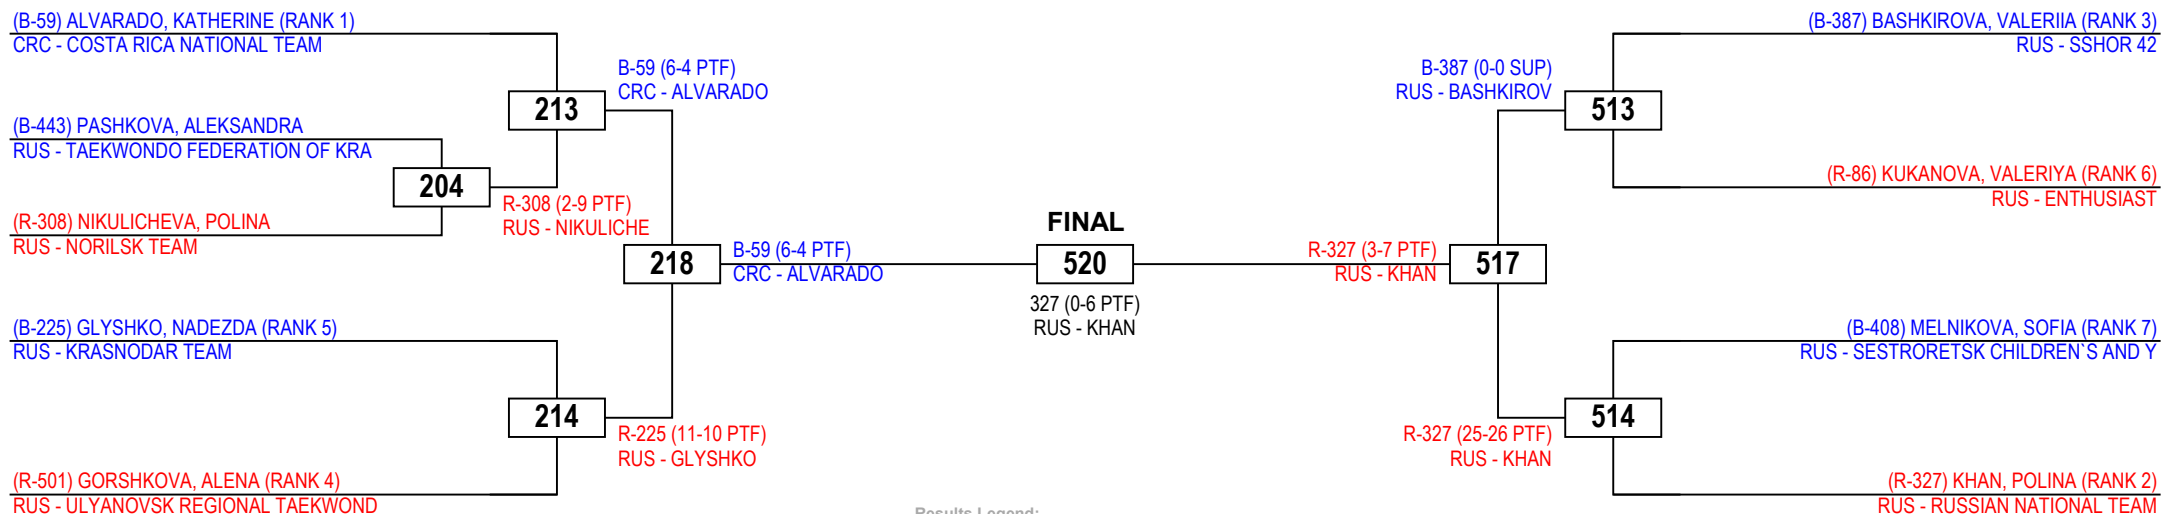 (B-59) ALVARADO, KATHERINE (RANK 1)
CRC - COSTA RICA NATIONAL TEAM
213
B-59 (6-4 PTF)
CRC - ALVARADO
(B-443) PASHKOVA, ALEKSANDRA
RUS - TAEKWONDO FEDERATION OF KRA
204
R-308 (2-9 PTF)
RUS - NIKULICHE
(R-308) NIKULICHEVA, POLINA
RUS - NORILSK TEAM
218
B-59 (6-4 PTF)
CRC - ALVARADO
(B-225) GLYSHKO, NADEZDA (RANK 5)
RUS - KRASNODAR TEAM
214
R-225 (11-10 PTF)
RUS - GLYSHKO
(R-501) GORSHKOVA, ALENA (RANK 4)
RUS - ULYANOVSK REGIONAL TAEKWOND
FINAL
520
327 (0-6 PTF)
RUS - KHAN
(B-387) BASHKIROVA, VALERIIA (RANK 3)
RUS - SSHOR 42
B-387 (0-0 SUP)
RUS - BASHKIROV
513
(R-86) KUKANOVA, VALERIYA (RANK 6)
RUS - ENTHUSIAST
R-327 (3-7 PTF)
RUS - KHAN
517
(B-408) MELNIKOVA, SOFIA (RANK 7)
RUS - SESTRORETSK CHILDREN`S AND Y
514
R-327 (25-26 PTF)
RUS - KHAN
(R-327) KHAN, POLINA (RANK 2)
RUS - RUSSIAN NATIONAL TEAM
Results Legend: